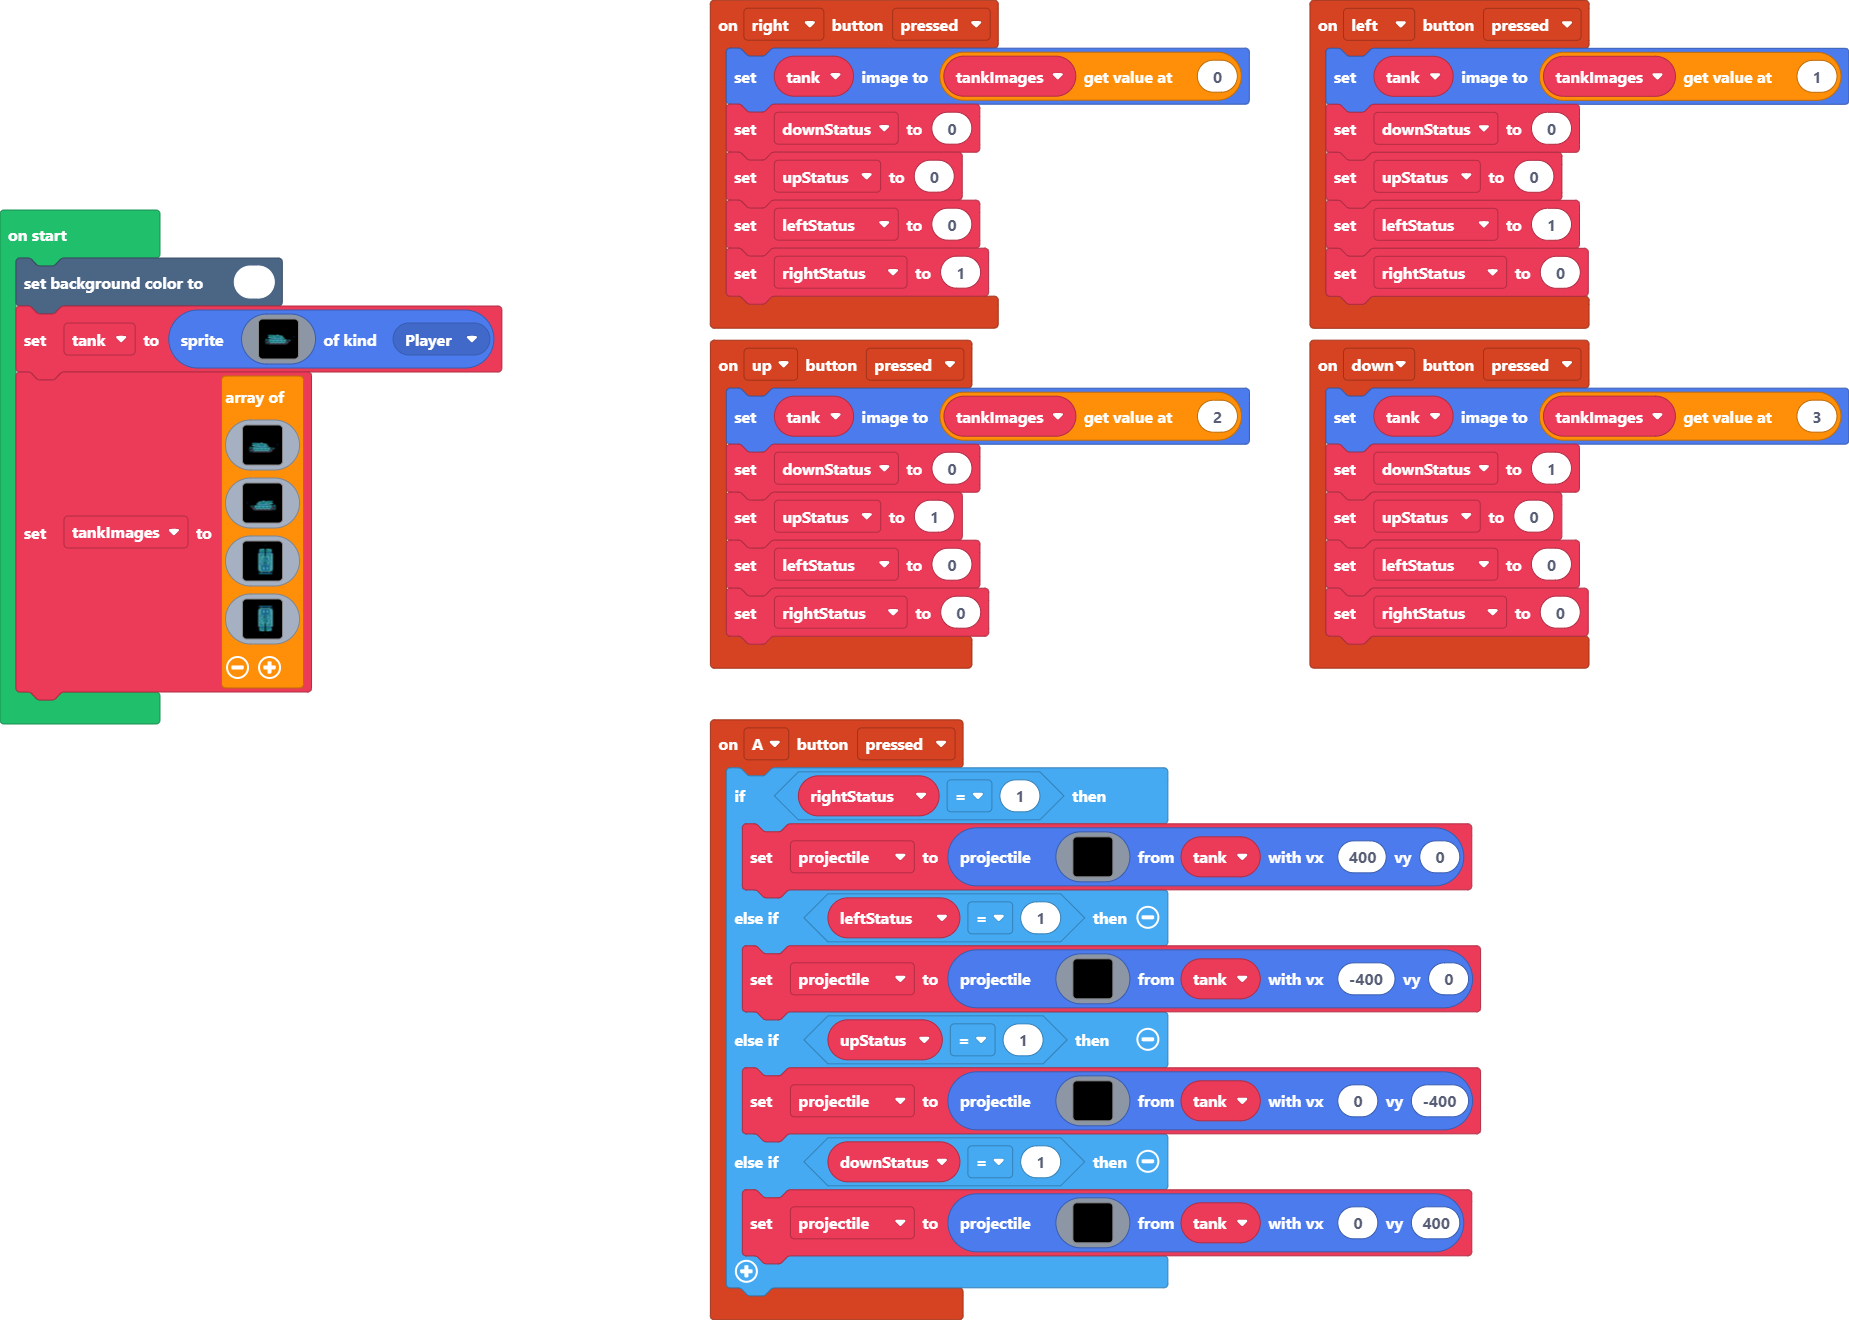 on start
set background color to
set tank to sprite of kind Player
array of
set tankImages to
on right button pressed
set tank image to tankImages get value at 0
set downStatus to 0
set upStatus to 0
set leftStatus to 0
set rightStatus to 1
on left button pressed
set tank image to tankImages get value at 1
set downStatus to 0
set upStatus to 0
set leftStatus to 1
set rightStatus to 0
on up button pressed
set tank image to tankImages get value at 2
set downStatus to 0
set upStatus to 1
set leftStatus to 0
set rightStatus to 0
on down button pressed
set tank image to tankImages get value at 3
set downStatus to 1
set upStatus to 0
set leftStatus to 0
set rightStatus to 0
on A button pressed
if rightStatus = 1 then
set projectile to projectile from tank with vx 400 vy 0
else if leftStatus = 1 then
set projectile to projectile from tank with vx -400 vy 0
else if upStatus = 1 then
set projectile to projectile from tank with vx 0 vy -400
else if downStatus = 1 then
set projectile to projectile from tank with vx 0 vy 400